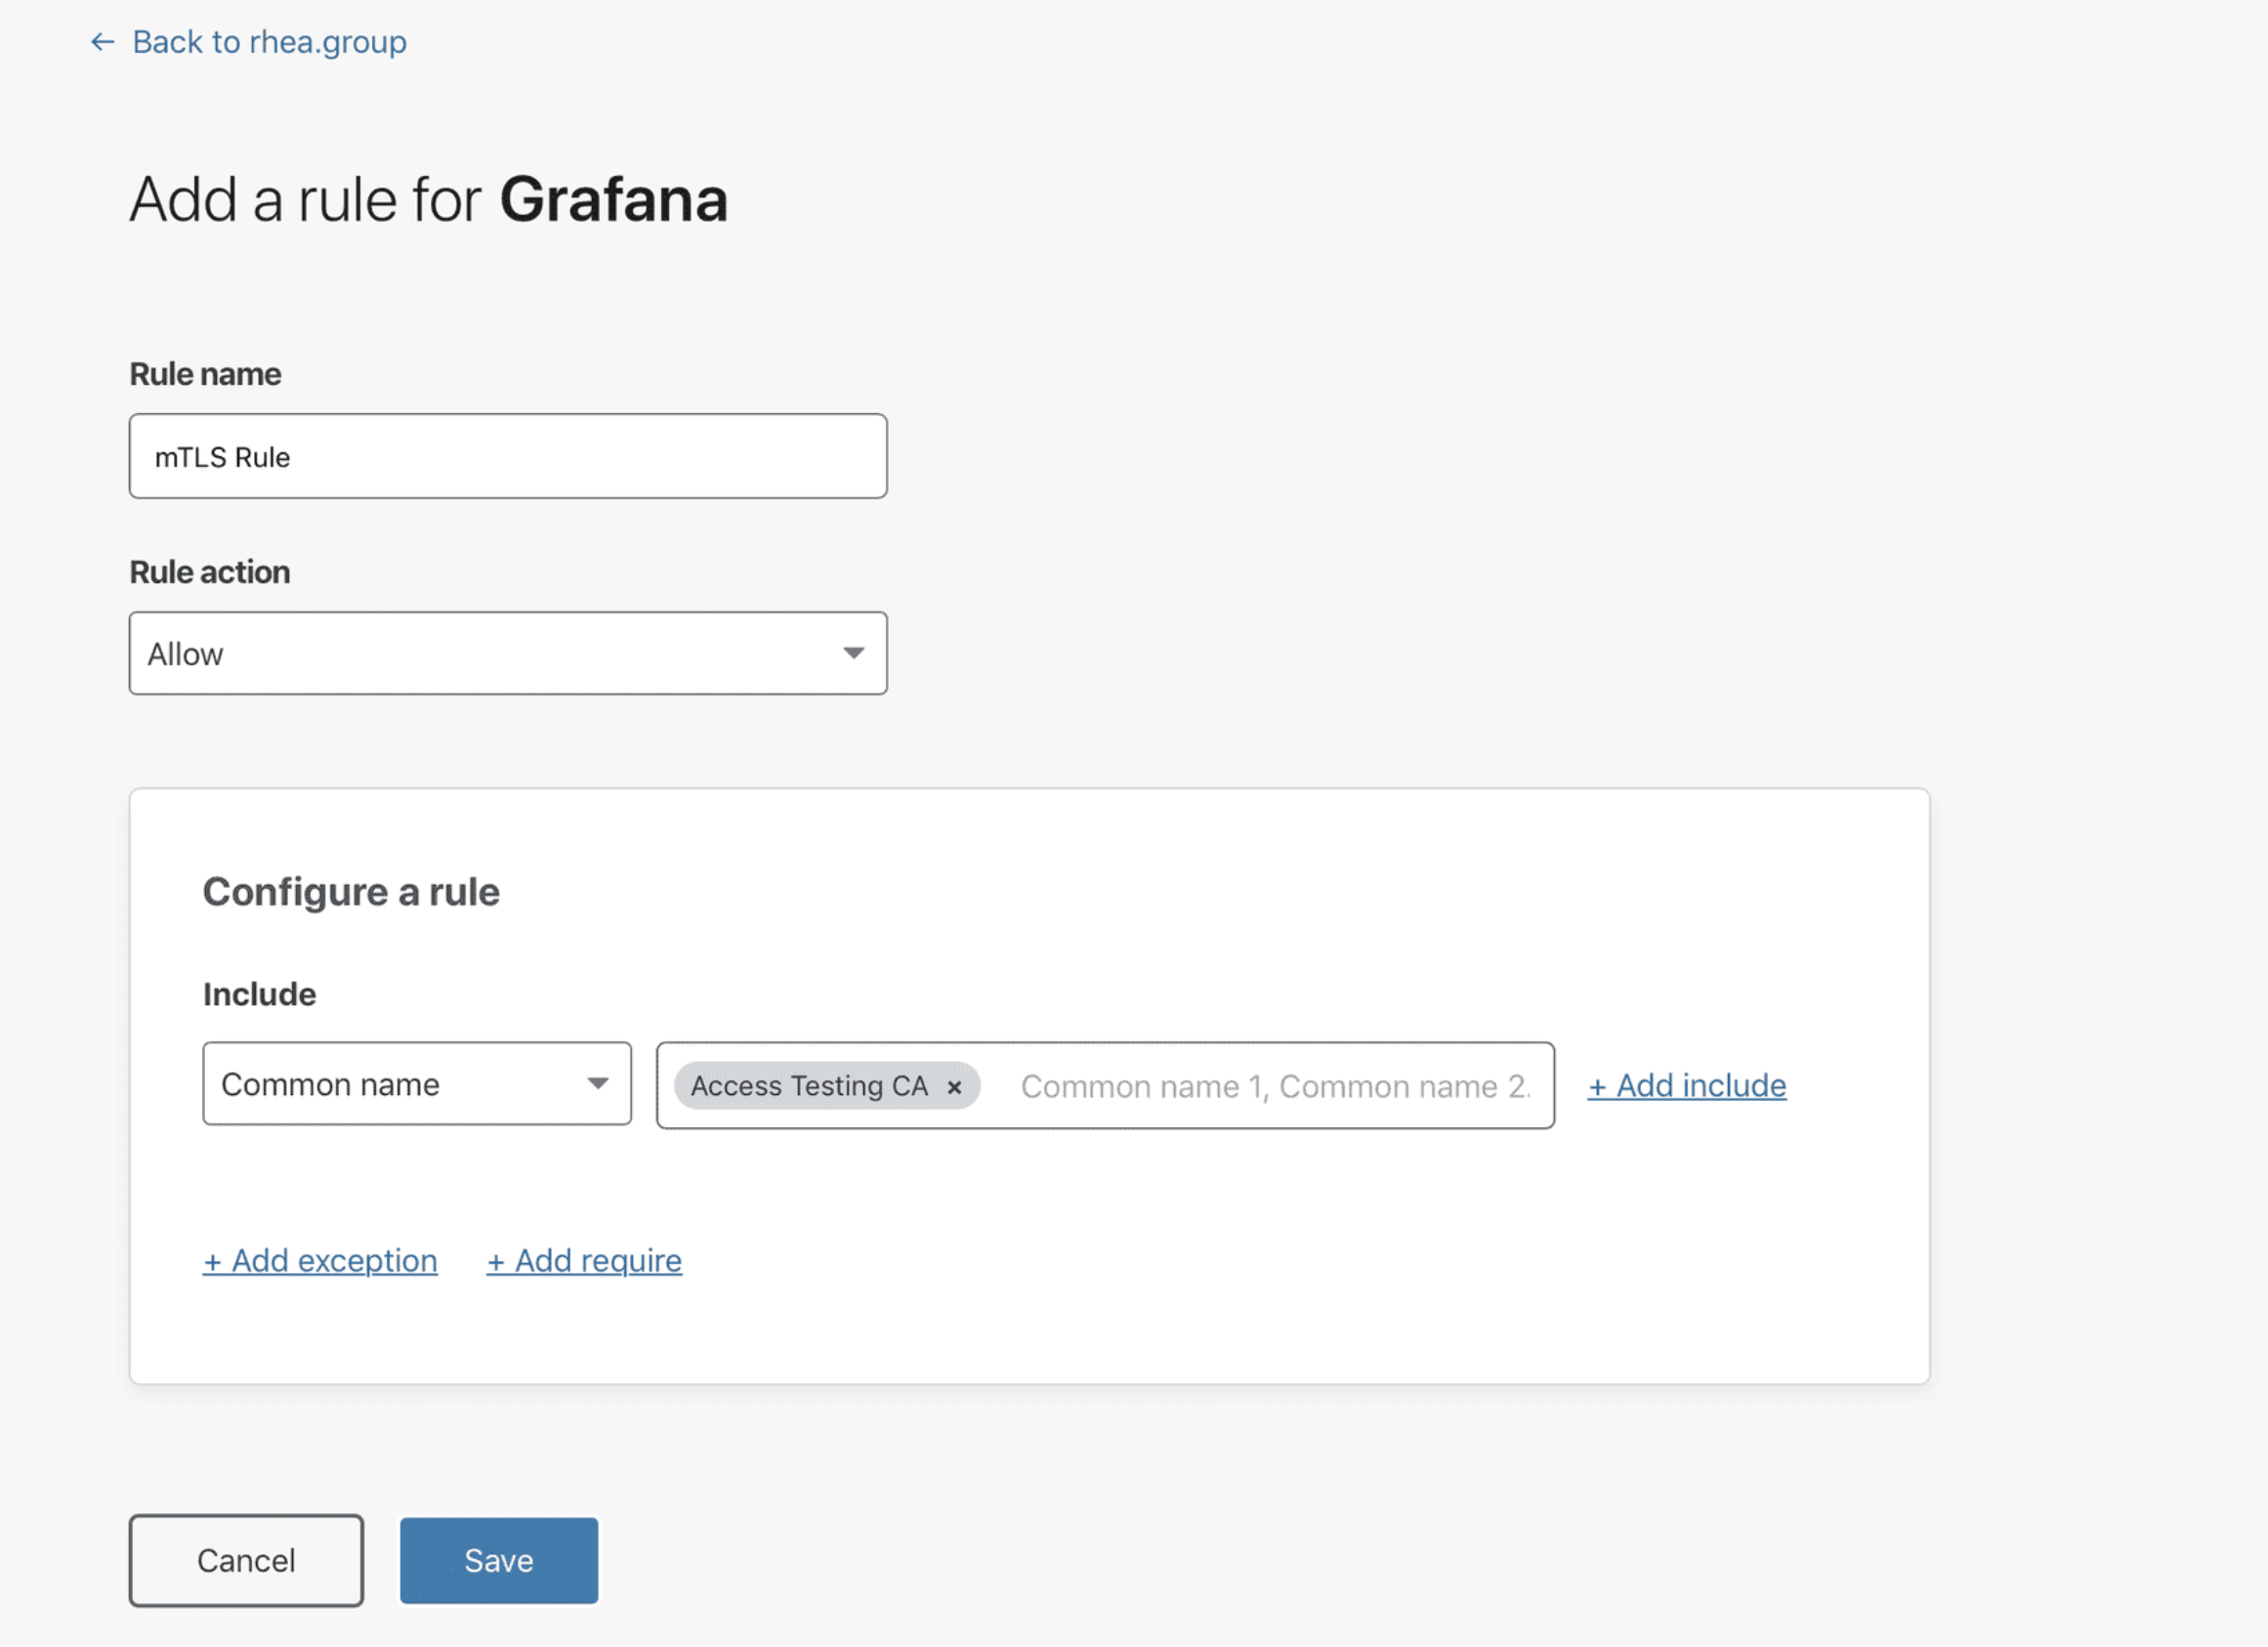 ← Back to rhea.group
Add a rule for Grafana
Rule name
mTLS Rule
Rule action
Allow
Configure a rule
Include
Common name Access Testing CA × Common name 1, Common name 2. + Add include
+ Add exception + Add require
Cancel Save